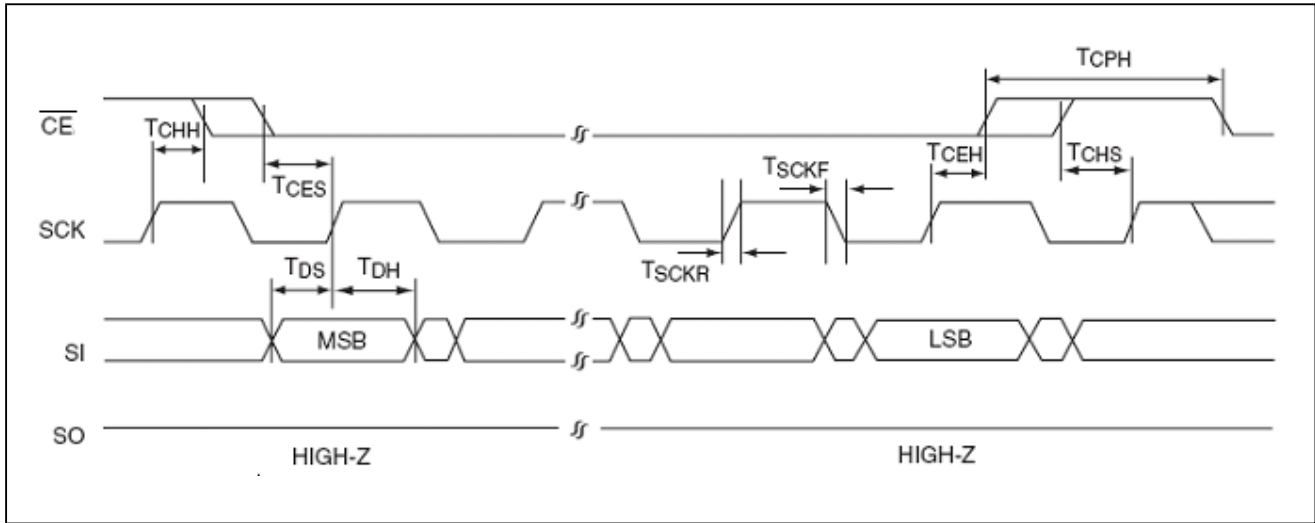 TCPH
CE
TCHH
TCEH
TCHS
TSCKF
TCES
SCK
TSCKR
TDS
TDH
SI
MSB
LSB
SO
HIGH-Z
HIGH-Z